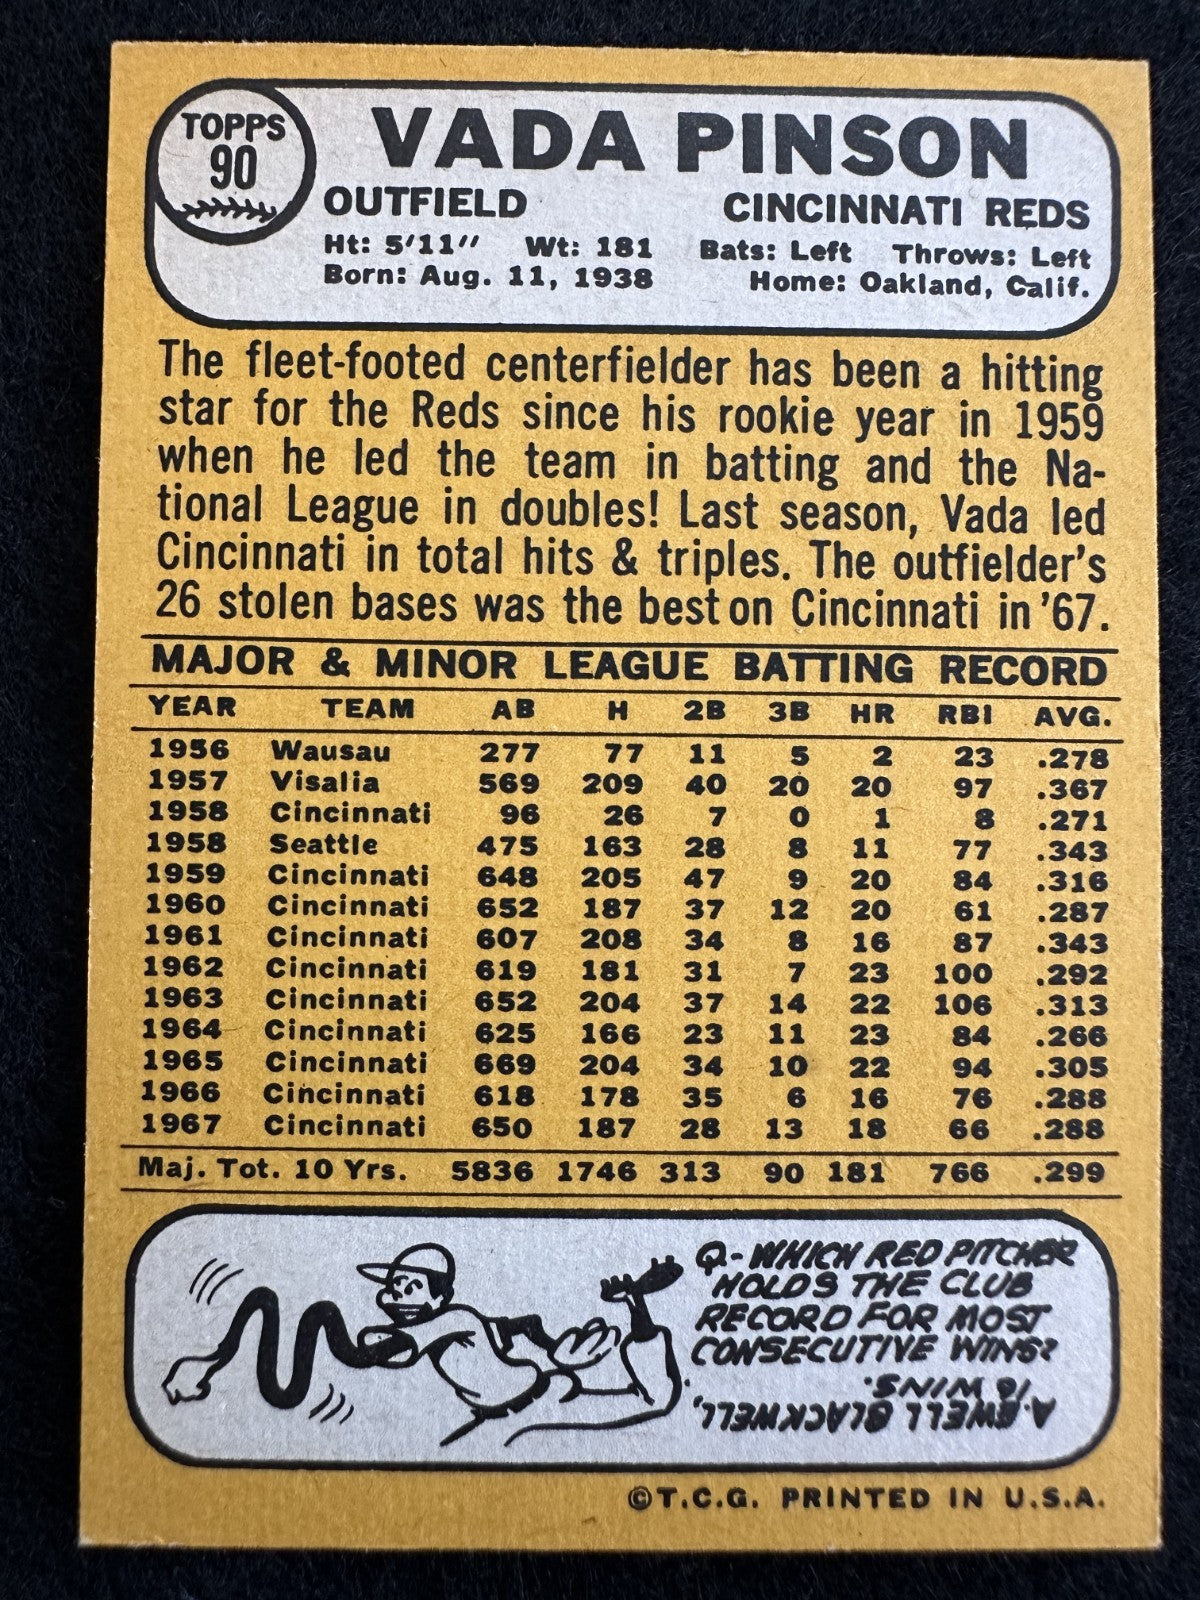 TOPPS
90
VADA PINSON
OUTFIELD CINCINNATI REDS
Ht: 5'11" Wt: 181 Bats: Left Throws: Left
Born: Aug. 11, 1938 Home: Oakland, Calif.
The fleet-footed centerfielder has been a hitting
star for the Reds since his rookie year in 1959
when he led the team in batting and the Na-
tional League in doubles! Last season, Vada led
Cincinnati in total hits & triples. The outfielder's
26 stolen bases was the best on Cincinnati in '67.
MAJOR & MINOR LEAGUE BATTING RECORD
YEAR TEAM AB H 2B 3B HR RBI AVG.
1956 Wausau 277 77 11 5 2 23 .278
1957 Visalia 569 209 40 20 20 97 .367
1958 Cincinnati 96 26 7 0 1 8 .271
1958 Seattle 475 163 28 8 11 77 .343
1959 Cincinnati 648 205 47 9 20 84 .316
1960 Cincinnati 652 187 37 12 20 61 .287
1961 Cincinnati 607 208 34 8 16 87 .343
1962 Cincinnati 619 181 31 7 23 100 .292
1963 Cincinnati 652 204 37 14 22 106 .313
1964 Cincinnati 625 166 23 11 23 84 .266
1965 Cincinnati 669 204 34 10 22 94 .305
1966 Cincinnati 618 178 35 6 16 76 .288
1967 Cincinnati 650 187 28 13 18 66 .288
Maj. Tot. 10 Yrs. 5836 1746 313 90 181 766 .299
Q.- WHICH RED PITCHER
HOLDS THE CLUB
RECORD FOR MOST
CONSECUTIVE WINS?
A. EWELL BLACKWELL,
16 WINS.
©T.C.G. PRINTED IN U.S.A.